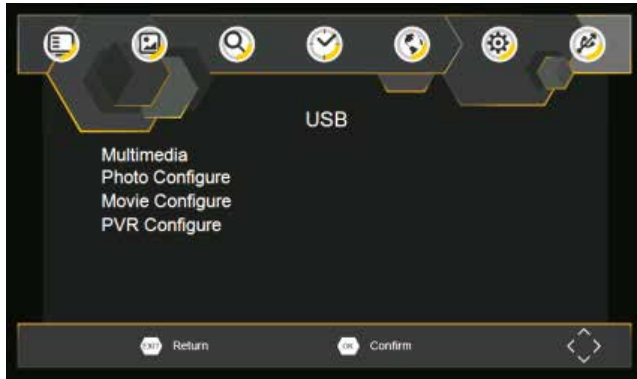 USB
Multimedia
Photo Configure
Movie Configure
PVR Configure
EXIT Return OK Confirm